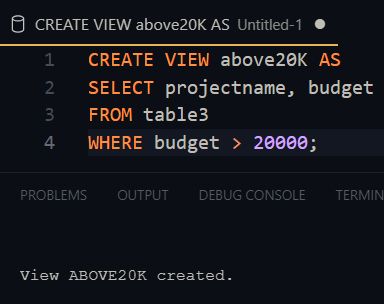 CREATE VIEW above20K AS Untitled-1
1 CREATE VIEW above20K AS
2 SELECT projectname, budget
3 FROM table3
4 WHERE budget > 20000;
PROBLEMS OUTPUT DEBUG CONSOLE TERMIN
View ABOVE20K created.